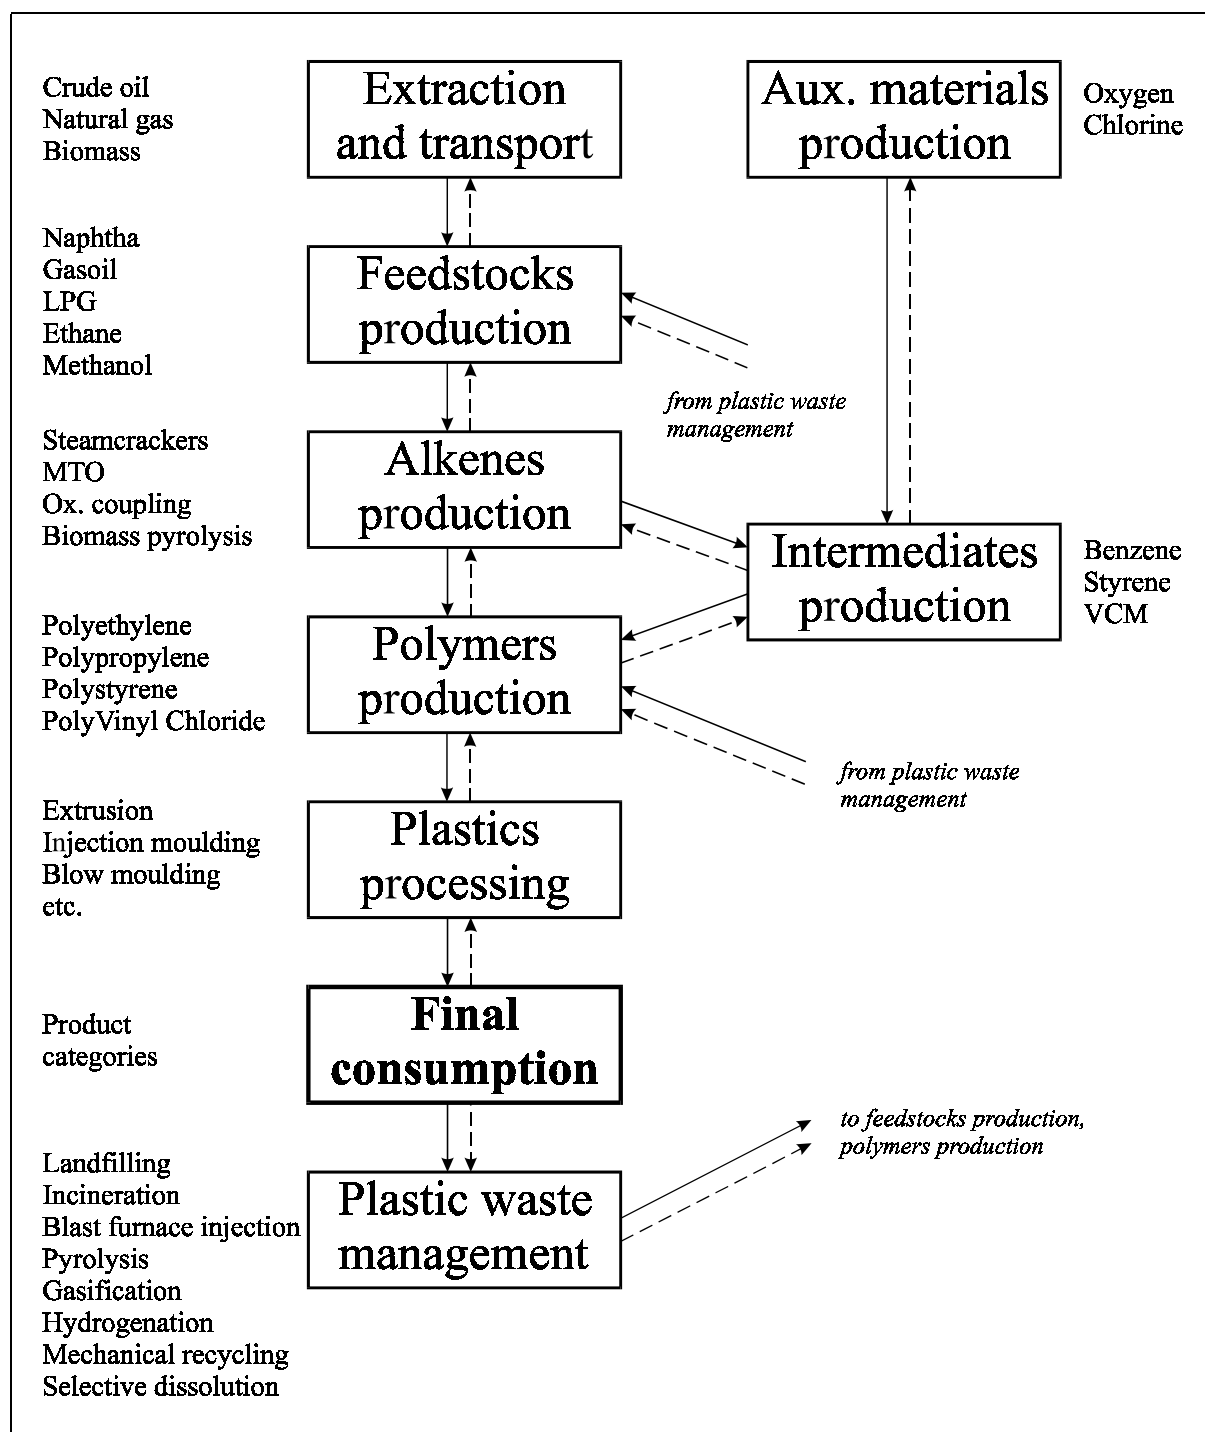 Crude oil
Natural gas
Biomass
Extraction
and transport
Aux. materials
production
Oxygen
Chlorine
Naphtha
Gasoil
LPG
Ethane
Methanol
Feedstocks
production
from plastic waste
management
Steamcrackers
MTO
Ox. coupling
Biomass pyrolysis
Alkenes
production
Intermediates
production
Benzene
Styrene
VCM
Polyethylene
Polypropylene
Polystyrene
PolyVinyl Chloride
Polymers
production
from plastic waste
management
Extrusion
Injection moulding
Blow moulding
etc.
Plastics
processing
Product
categories
Final
consumption
to feedstocks production,
polymers production
Landfilling
Incineration
Blast furnace injection
Pyrolysis
Gasification
Hydrogenation
Mechanical recycling
Selective dissolution
Plastic waste
management